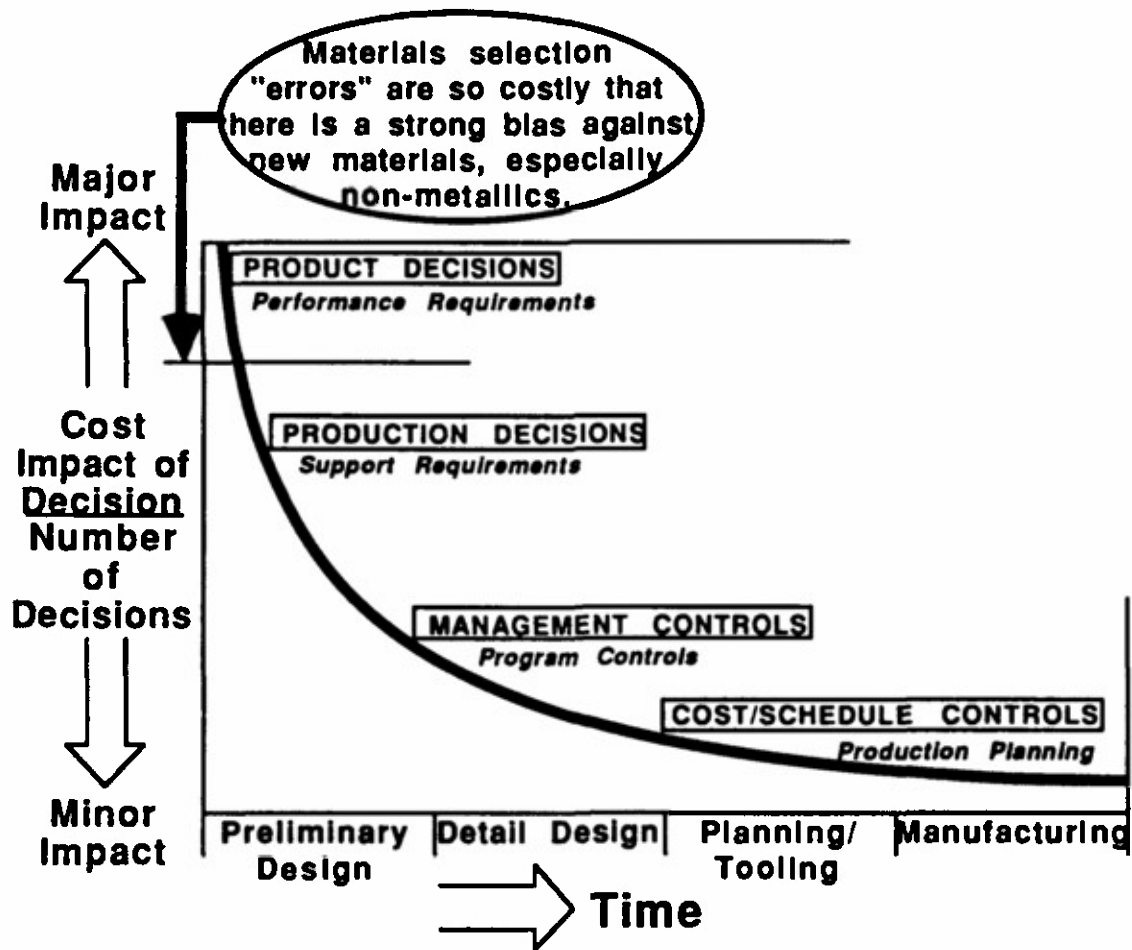 Materials selection
"errors" are so costly that
here is a strong bias against
new materials, especially
non-metallics.
Major
Impact
PRODUCT DECISIONS
Performance Requirements
Cost
Impact of
Decision
Number
of
Decisions
PRODUCTION DECISIONS
Support Requirements
MANAGEMENT CONTROLS
Program Controls
COST/SCHEDULE CONTROLS
Production Planning
Minor
Impact
Preliminary
Design
Detail Design
Planning/
Tooling
Manufacturing
Time